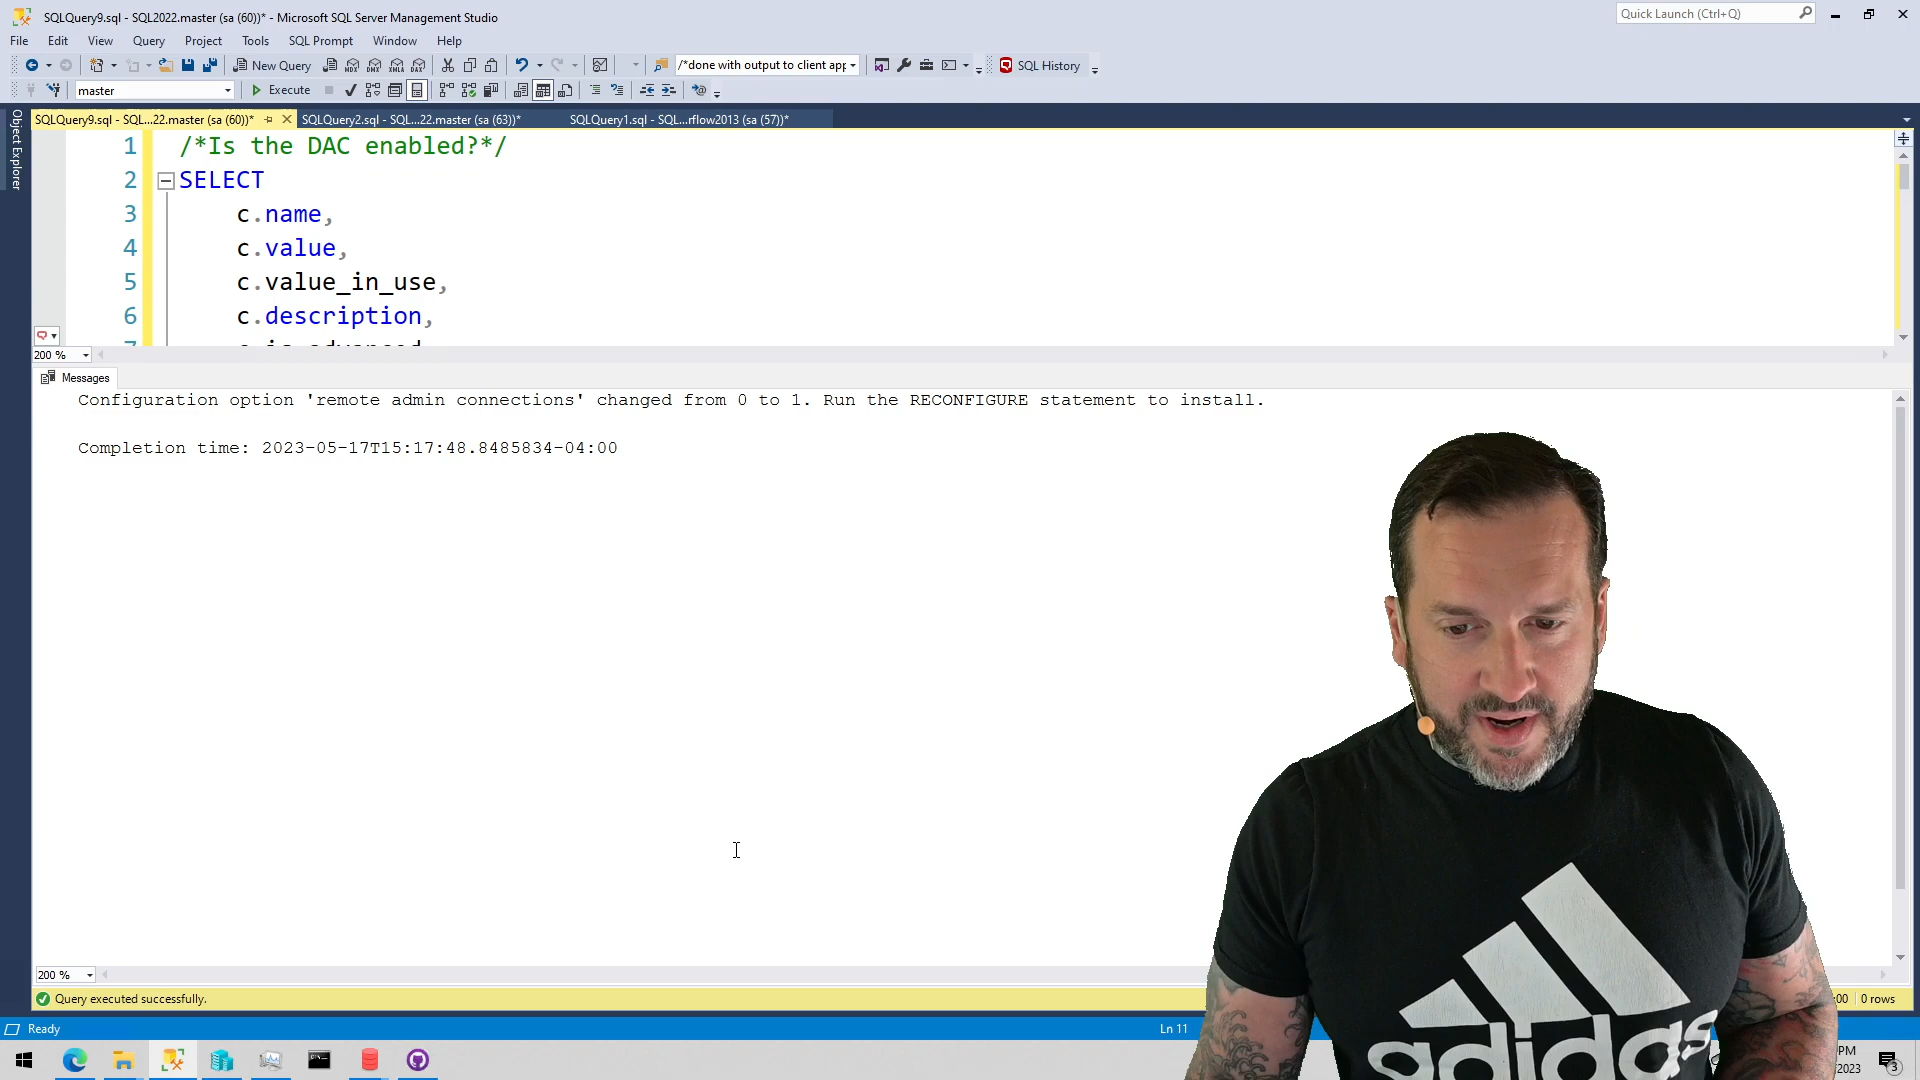 SQLQuery9.sql - SQL2022.master (sa (60))* - Microsoft SQL Server Management Studio
Quick Launch (Ctrl+Q)
File Edit View Query Project Tools SQL Prompt Window Help
New Query /*done with output to client app SQL History
master Execute
SQLQuery9.sql - SQL...22.master (sa (60))* SQLQuery2.sql - SQL...22.master (sa (63))* SQLQuery1.sql - SQL...rflow2013 (sa (57))*
Object Explorer
1 /*Is the DAC enabled?*/
2 SELECT
3 c.name,
4 c.value,
5 c.value_in_use,
6 c.description,
200 %
Messages
Configuration option 'remote admin connections' changed from 0 to 1. Run the RECONFIGURE statement to install.
Completion time: 2023-05-17T15:17:48.8485834-04:00
200 %
Query executed successfully.
:00 0 rows
Ready
Ln 11
PM
2023
3
adidas